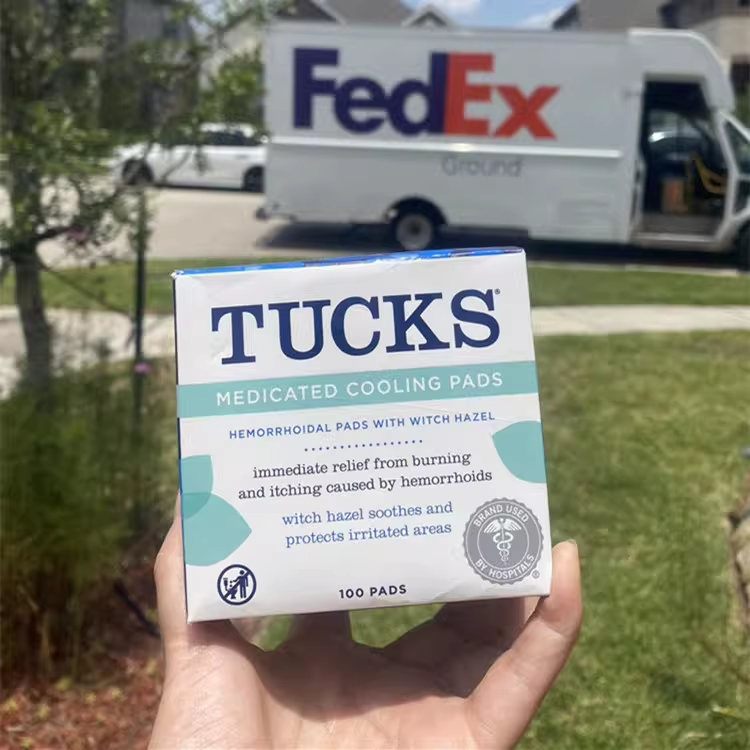 FedEx
Ground
TUCKS®
MEDICATED COOLING PADS
HEMORRHOIDAL PADS WITH WITCH HAZEL
immediate relief from burning
and itching caused by hemorrhoids
witch hazel soothes and
protects irritated areas
BRAND USED
BY HOSPITALS
®
100 PADS